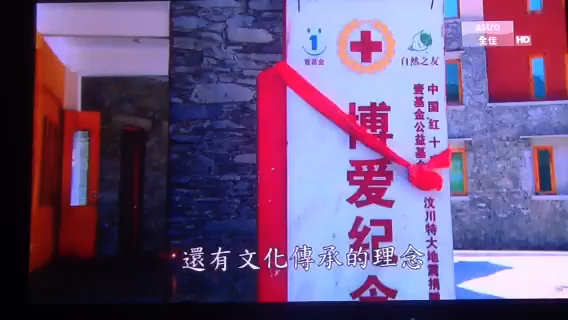 astro
全佳 HD
1
壹基金
自然之友
中国红十
壹基金公益基
汶川特大地震捐
博爱纪念
還有文化傳承的理念